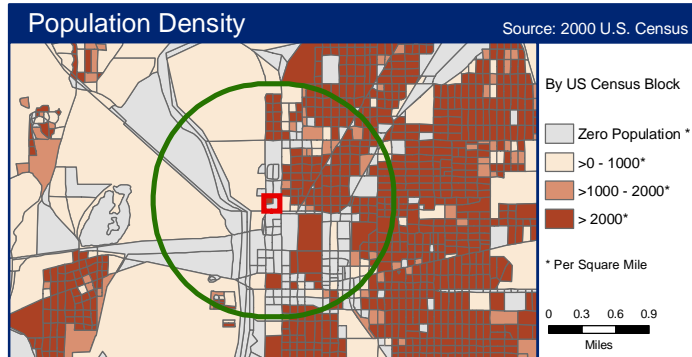 Population Density
Source: 2000 U.S. Census
By US Census Block
Zero Population *
>0 - 1000*
>1000 - 2000*
> 2000*
* Per Square Mile
0 0.3 0.6 0.9
Miles